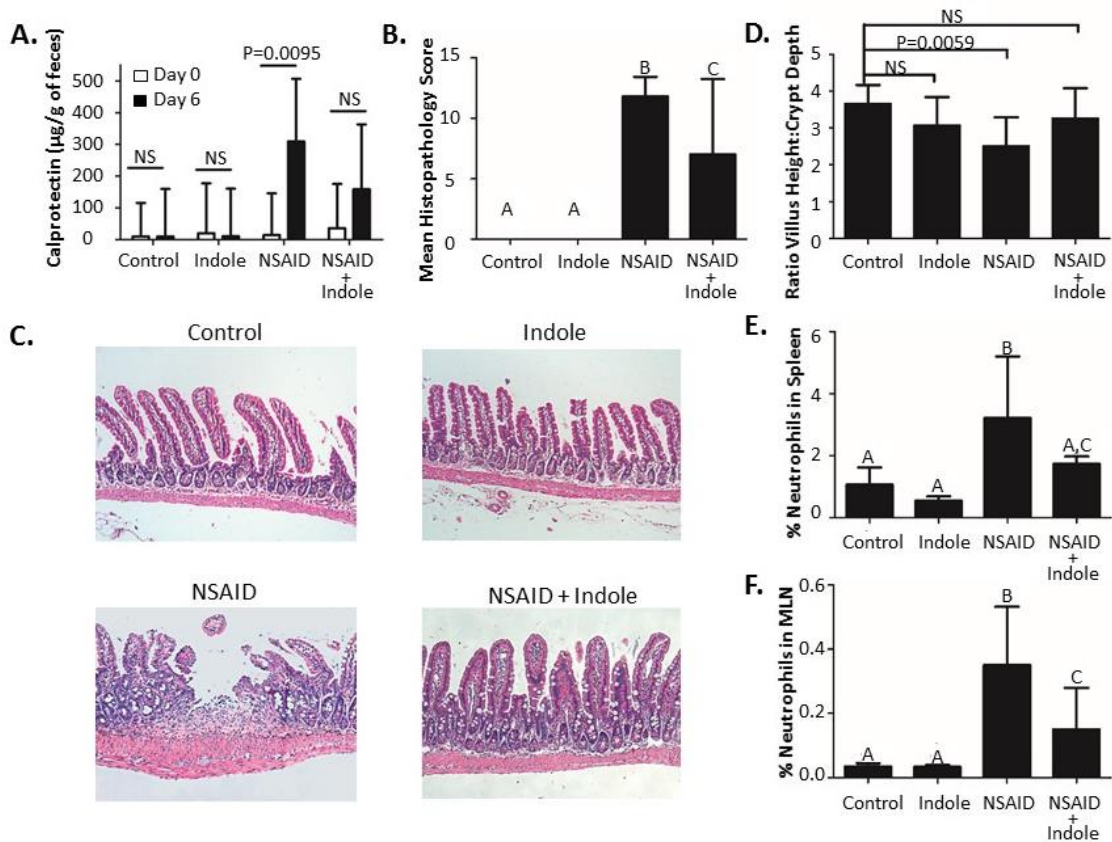 A.
P=0.0095
Day 0
Day 6
NS
NS
NS
500
400
300
200
100
0
Calprotectin (µg/g of feces)
Control
Indole
NSAID
NSAID
+
Indole
B.
15
10
5
0
Mean Histopathology Score
A
A
B
C
Control
Indole
NSAID
NSAID
+
Indole
D.
NS
P=0.0059
NS
5
4
3
2
1
0
Ratio Villus Height:Crypt Depth
Control
Indole
NSAID
NSAID
+
Indole
C.
Control
Indole
NSAID
NSAID + Indole
E.
6
4
2
0
% Neutrophils in Spleen
A
A
B
A,C
Control
Indole
NSAID
NSAID
+
Indole
F.
0.6
0.4
0.2
0.0
% Neutrophils in MLN
A
A
B
C
Control
Indole
NSAID
NSAID
+
Indole